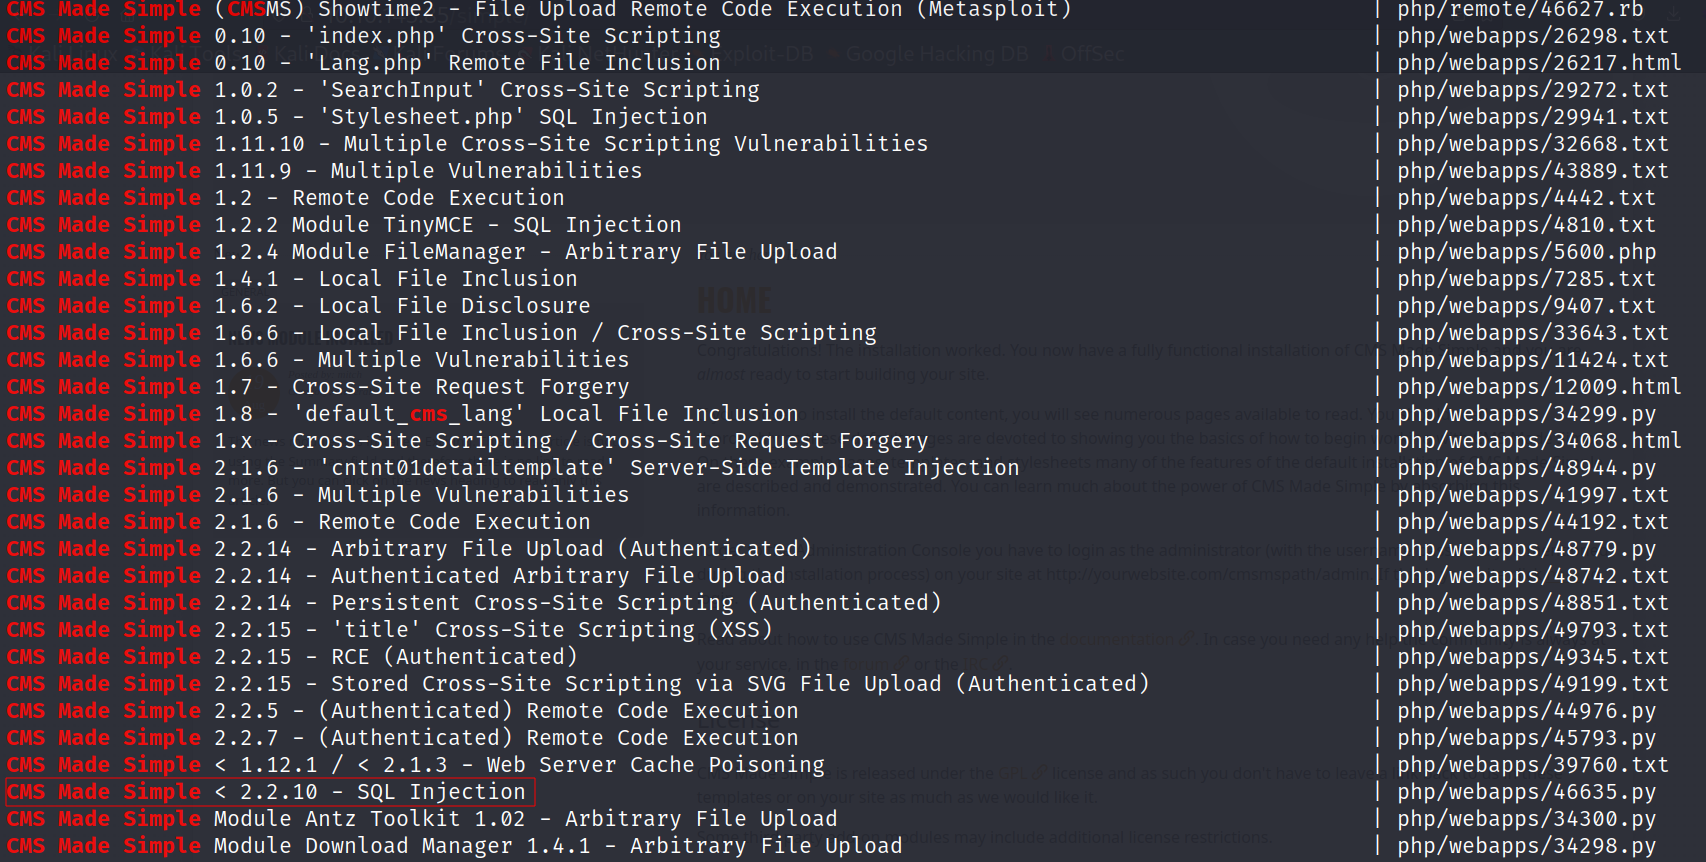 CMS Made Simple (CMSMS) Showtime2 - File Upload Remote Code Execution (Metasploit) | php/remote/46627.rb
CMS Made Simple 0.10 - 'index.php' Cross-Site Scripting | php/webapps/26298.txt
CMS Made Simple 0.10 - 'Lang.php' Remote File Inclusion | php/webapps/26217.html
CMS Made Simple 1.0.2 - 'SearchInput' Cross-Site Scripting | php/webapps/29272.txt
CMS Made Simple 1.0.5 - 'Stylesheet.php' SQL Injection | php/webapps/29941.txt
CMS Made Simple 1.11.10 - Multiple Cross-Site Scripting Vulnerabilities | php/webapps/32668.txt
CMS Made Simple 1.11.9 - Multiple Vulnerabilities | php/webapps/43889.txt
CMS Made Simple 1.2 - Remote Code Execution | php/webapps/4442.txt
CMS Made Simple 1.2.2 Module TinyMCE - SQL Injection | php/webapps/4810.txt
CMS Made Simple 1.2.4 Module FileManager - Arbitrary File Upload | php/webapps/5600.php
CMS Made Simple 1.4.1 - Local File Inclusion | php/webapps/7285.txt
CMS Made Simple 1.6.2 - Local File Disclosure | php/webapps/9407.txt
CMS Made Simple 1.6.6 - Local File Inclusion / Cross-Site Scripting | php/webapps/33643.txt
CMS Made Simple 1.6.6 - Multiple Vulnerabilities | php/webapps/11424.txt
CMS Made Simple 1.7 - Cross-Site Request Forgery | php/webapps/12009.html
CMS Made Simple 1.8 - 'default_cms_lang' Local File Inclusion | php/webapps/34299.py
CMS Made Simple 1.x - Cross-Site Scripting / Cross-Site Request Forgery | php/webapps/34068.html
CMS Made Simple 2.1.6 - 'cntnt01detailtemplate' Server-Side Template Injection | php/webapps/48944.py
CMS Made Simple 2.1.6 - Multiple Vulnerabilities | php/webapps/41997.txt
CMS Made Simple 2.1.6 - Remote Code Execution | php/webapps/44192.txt
CMS Made Simple 2.2.14 - Arbitrary File Upload (Authenticated) | php/webapps/48779.py
CMS Made Simple 2.2.14 - Authenticated Arbitrary File Upload | php/webapps/48742.txt
CMS Made Simple 2.2.14 - Persistent Cross-Site Scripting (Authenticated) | php/webapps/48851.txt
CMS Made Simple 2.2.15 - 'title' Cross-Site Scripting (XSS) | php/webapps/49793.txt
CMS Made Simple 2.2.15 - RCE (Authenticated) | php/webapps/49345.txt
CMS Made Simple 2.2.15 - Stored Cross-Site Scripting via SVG File Upload (Authenticated) | php/webapps/49199.txt
CMS Made Simple 2.2.5 - (Authenticated) Remote Code Execution | php/webapps/44976.py
CMS Made Simple 2.2.7 - (Authenticated) Remote Code Execution | php/webapps/45793.py
CMS Made Simple < 1.12.1 / < 2.1.3 - Web Server Cache Poisoning | php/webapps/39760.txt
CMS Made Simple < 2.2.10 - SQL Injection | php/webapps/46635.py
CMS Made Simple Module Antz Toolkit 1.02 - Arbitrary File Upload | php/webapps/34300.py
CMS Made Simple Module Download Manager 1.4.1 - Arbitrary File Upload | php/webapps/34298.py